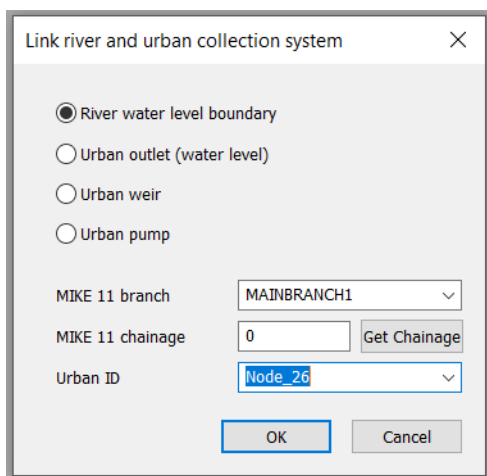 Link river and urban collection system
River water level boundary
Urban outlet (water level)
Urban weir
Urban pump
MIKE 11 branch MAINBRANCH1
MIKE 11 chainage 0 Get Chainage
Urban ID Node_26
OK Cancel